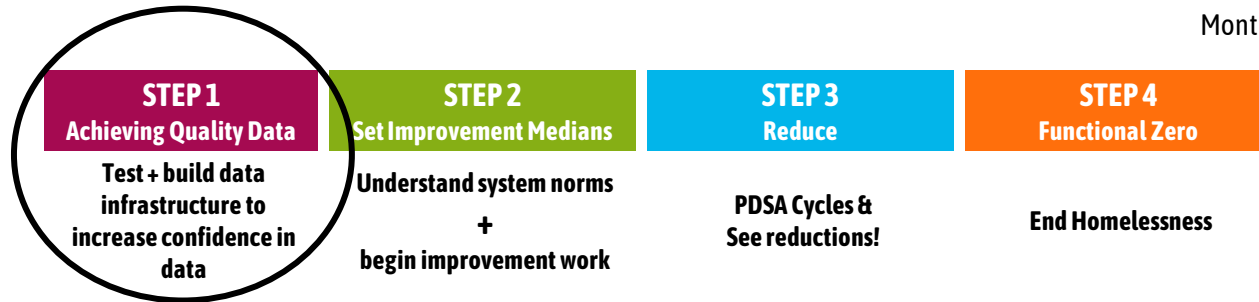 Mont
STEP 1
Achieving Quality Data
Test + build data
infrastructure to
increase confidence in
data
STEP 2
Set Improvement Medians
Understand system norms
+
begin improvement work
STEP 3
Reduce
PDSA Cycles &
See reductions!
STEP 4
Functional Zero
End Homelessness